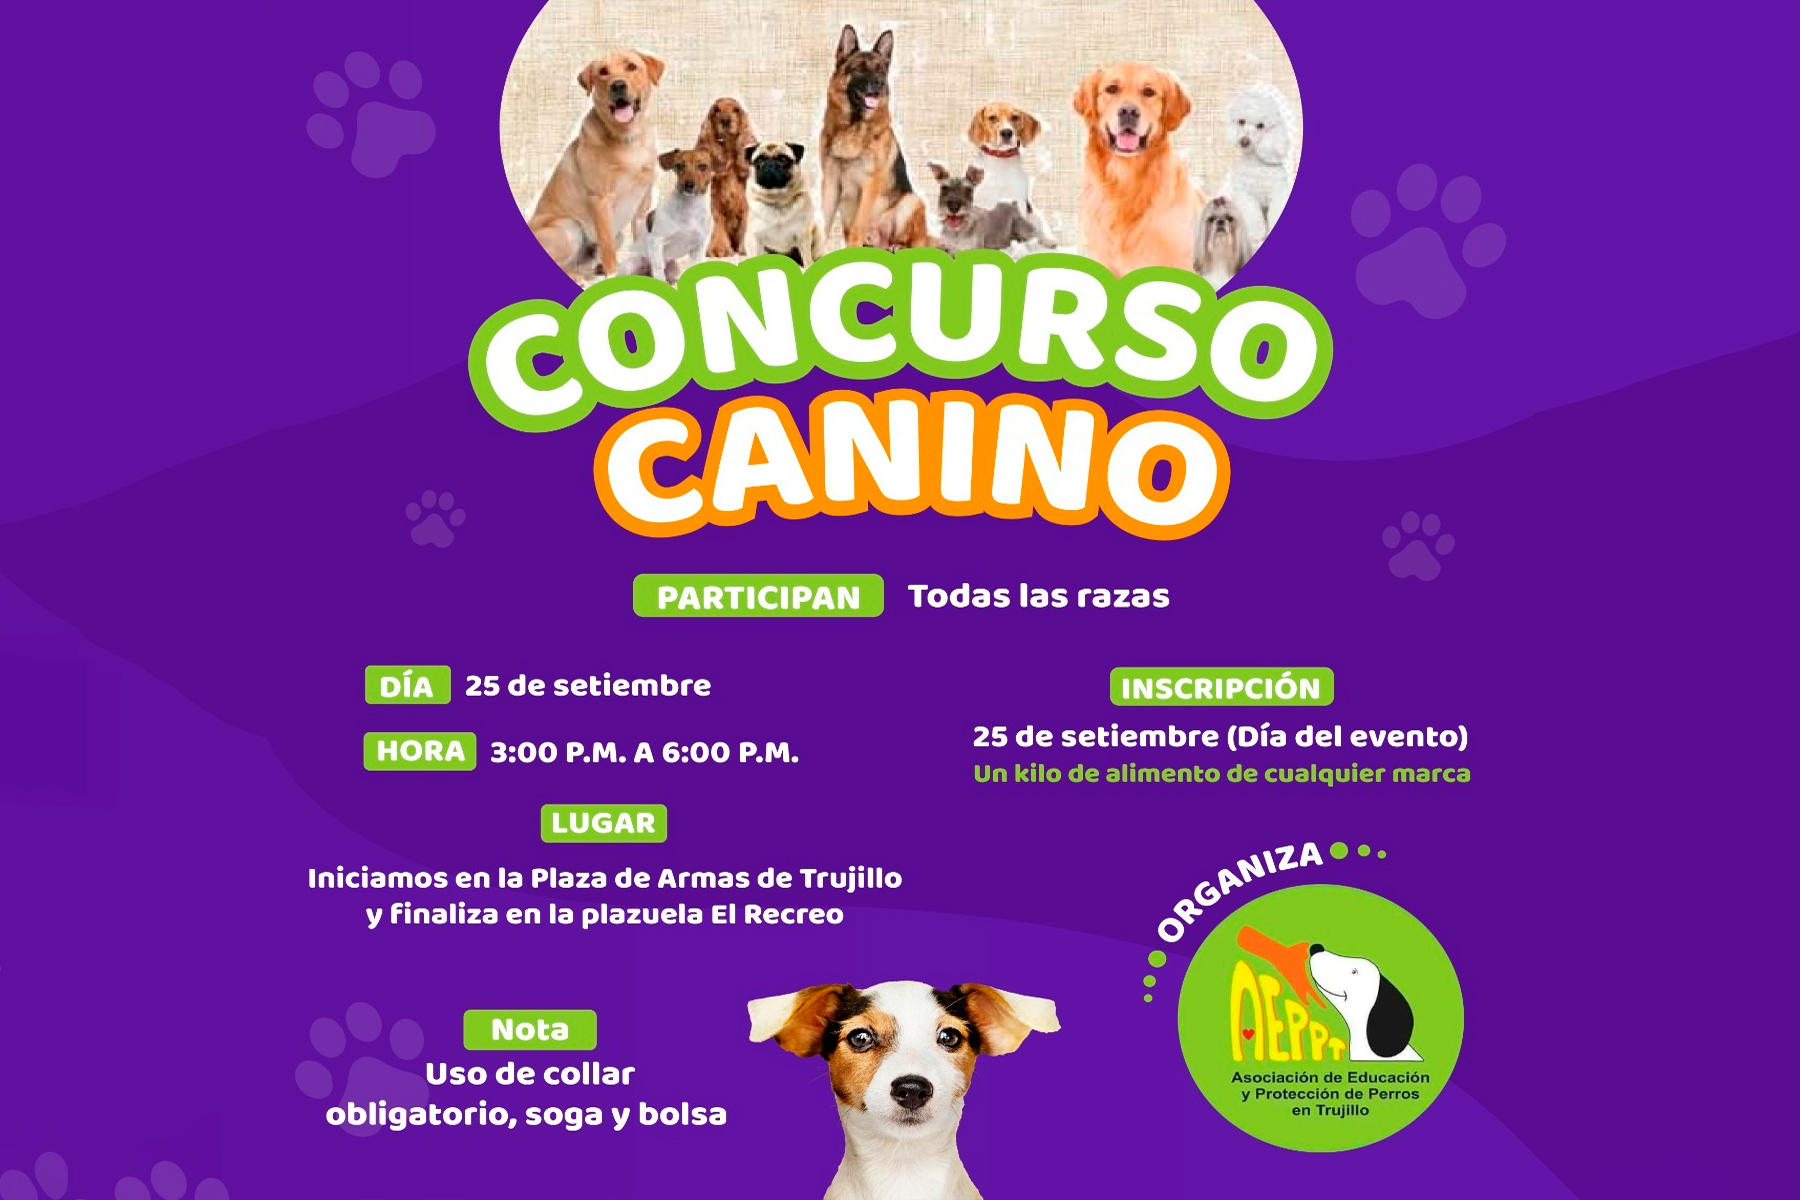 CONCURSO
CANINO
PARTICIPAN Todas las razas
DÍA 25 de setiembre
HORA 3:00 P.M. A 6:00 P.M.
LUGAR
Iniciamos en la Plaza de Armas de Trujillo
y finaliza en la plazuela El Recreo
INSCRIPCIÓN
25 de setiembre (Día del evento)
Un kilo de alimento de cualquier marca
Nota
Uso de collar
obligatorio, soga y bolsa
ORGANIZA
AEPPT
Asociación de Educación
y Protección de Perros
en Trujillo